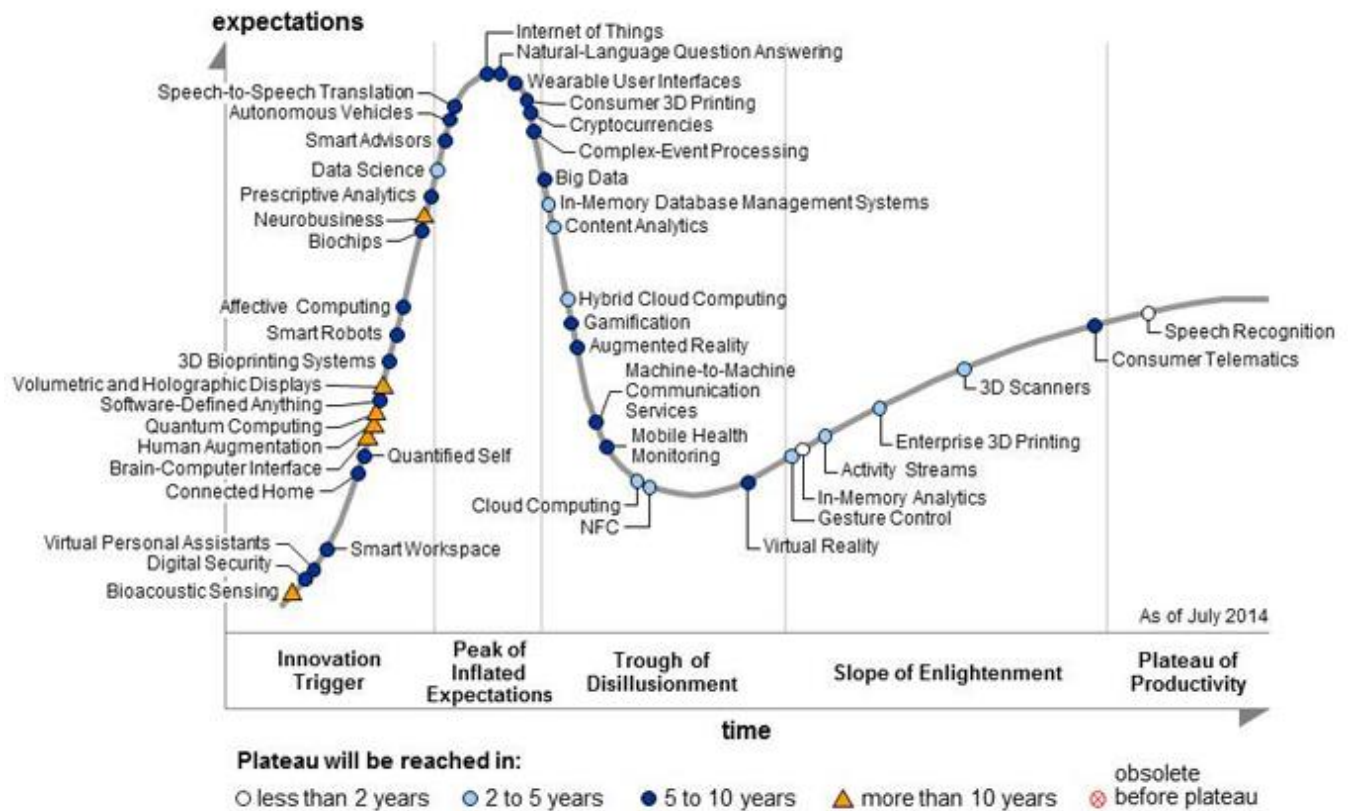 expectations
Internet of Things
Natural-Language Question Answering
Wearable User Interfaces
Consumer 3D Printing
Cryptocurrencies
Complex-Event Processing
Speech-to-Speech Translation
Autonomous Vehicles
Smart Advisors
Data Science
Prescriptive Analytics
Neurobusiness
Biochips
Big Data
In-Memory Database Management Systems
Content Analytics
Affective Computing
Smart Robots
3D Bioprinting Systems
Volumetric and Holographic Displays
Software-Defined Anything
Quantum Computing
Human Augmentation
Brain-Computer Interface
Connected Home
Quantified Self
Hybrid Cloud Computing
Gamification
Augmented Reality
Machine-to-Machine
Communication
Services
Mobile Health
Monitoring
Cloud Computing
NFC
Virtual Personal Assistants
Digital Security
Bioacoustic Sensing
Smart Workspace
Speech Recognition
Consumer Telematics
3D Scanners
Enterprise 3D Printing
Activity Streams
In-Memory Analytics
Gesture Control
Virtual Reality
As of July 2014
Innovation
Trigger
Peak of
Inflated
Expectations
Trough of
Disillusionment
Slope of Enlightenment
Plateau of
Productivity
time
Plateau will be reached in:
less than 2 years
2 to 5 years
5 to 10 years
more than 10 years
obsolete
before plateau